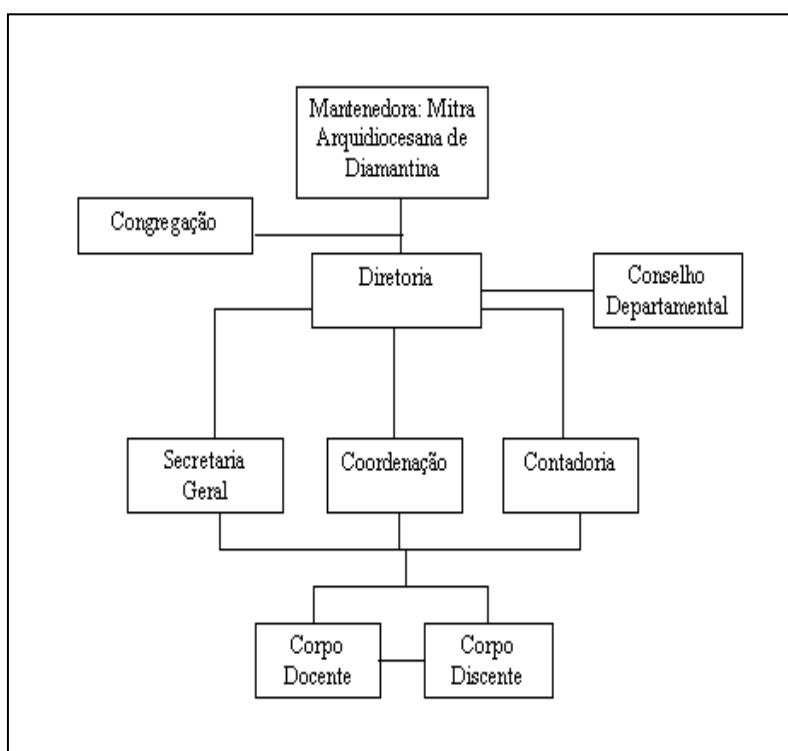 Mantenedora: Mitra
Arquidiocesana de
Diamantina
Congregação
Diretoria
Conselho
Departamental
Secretaria
Geral
Coordenação
Contadoria
Corpo
Docente
Corpo
Discente